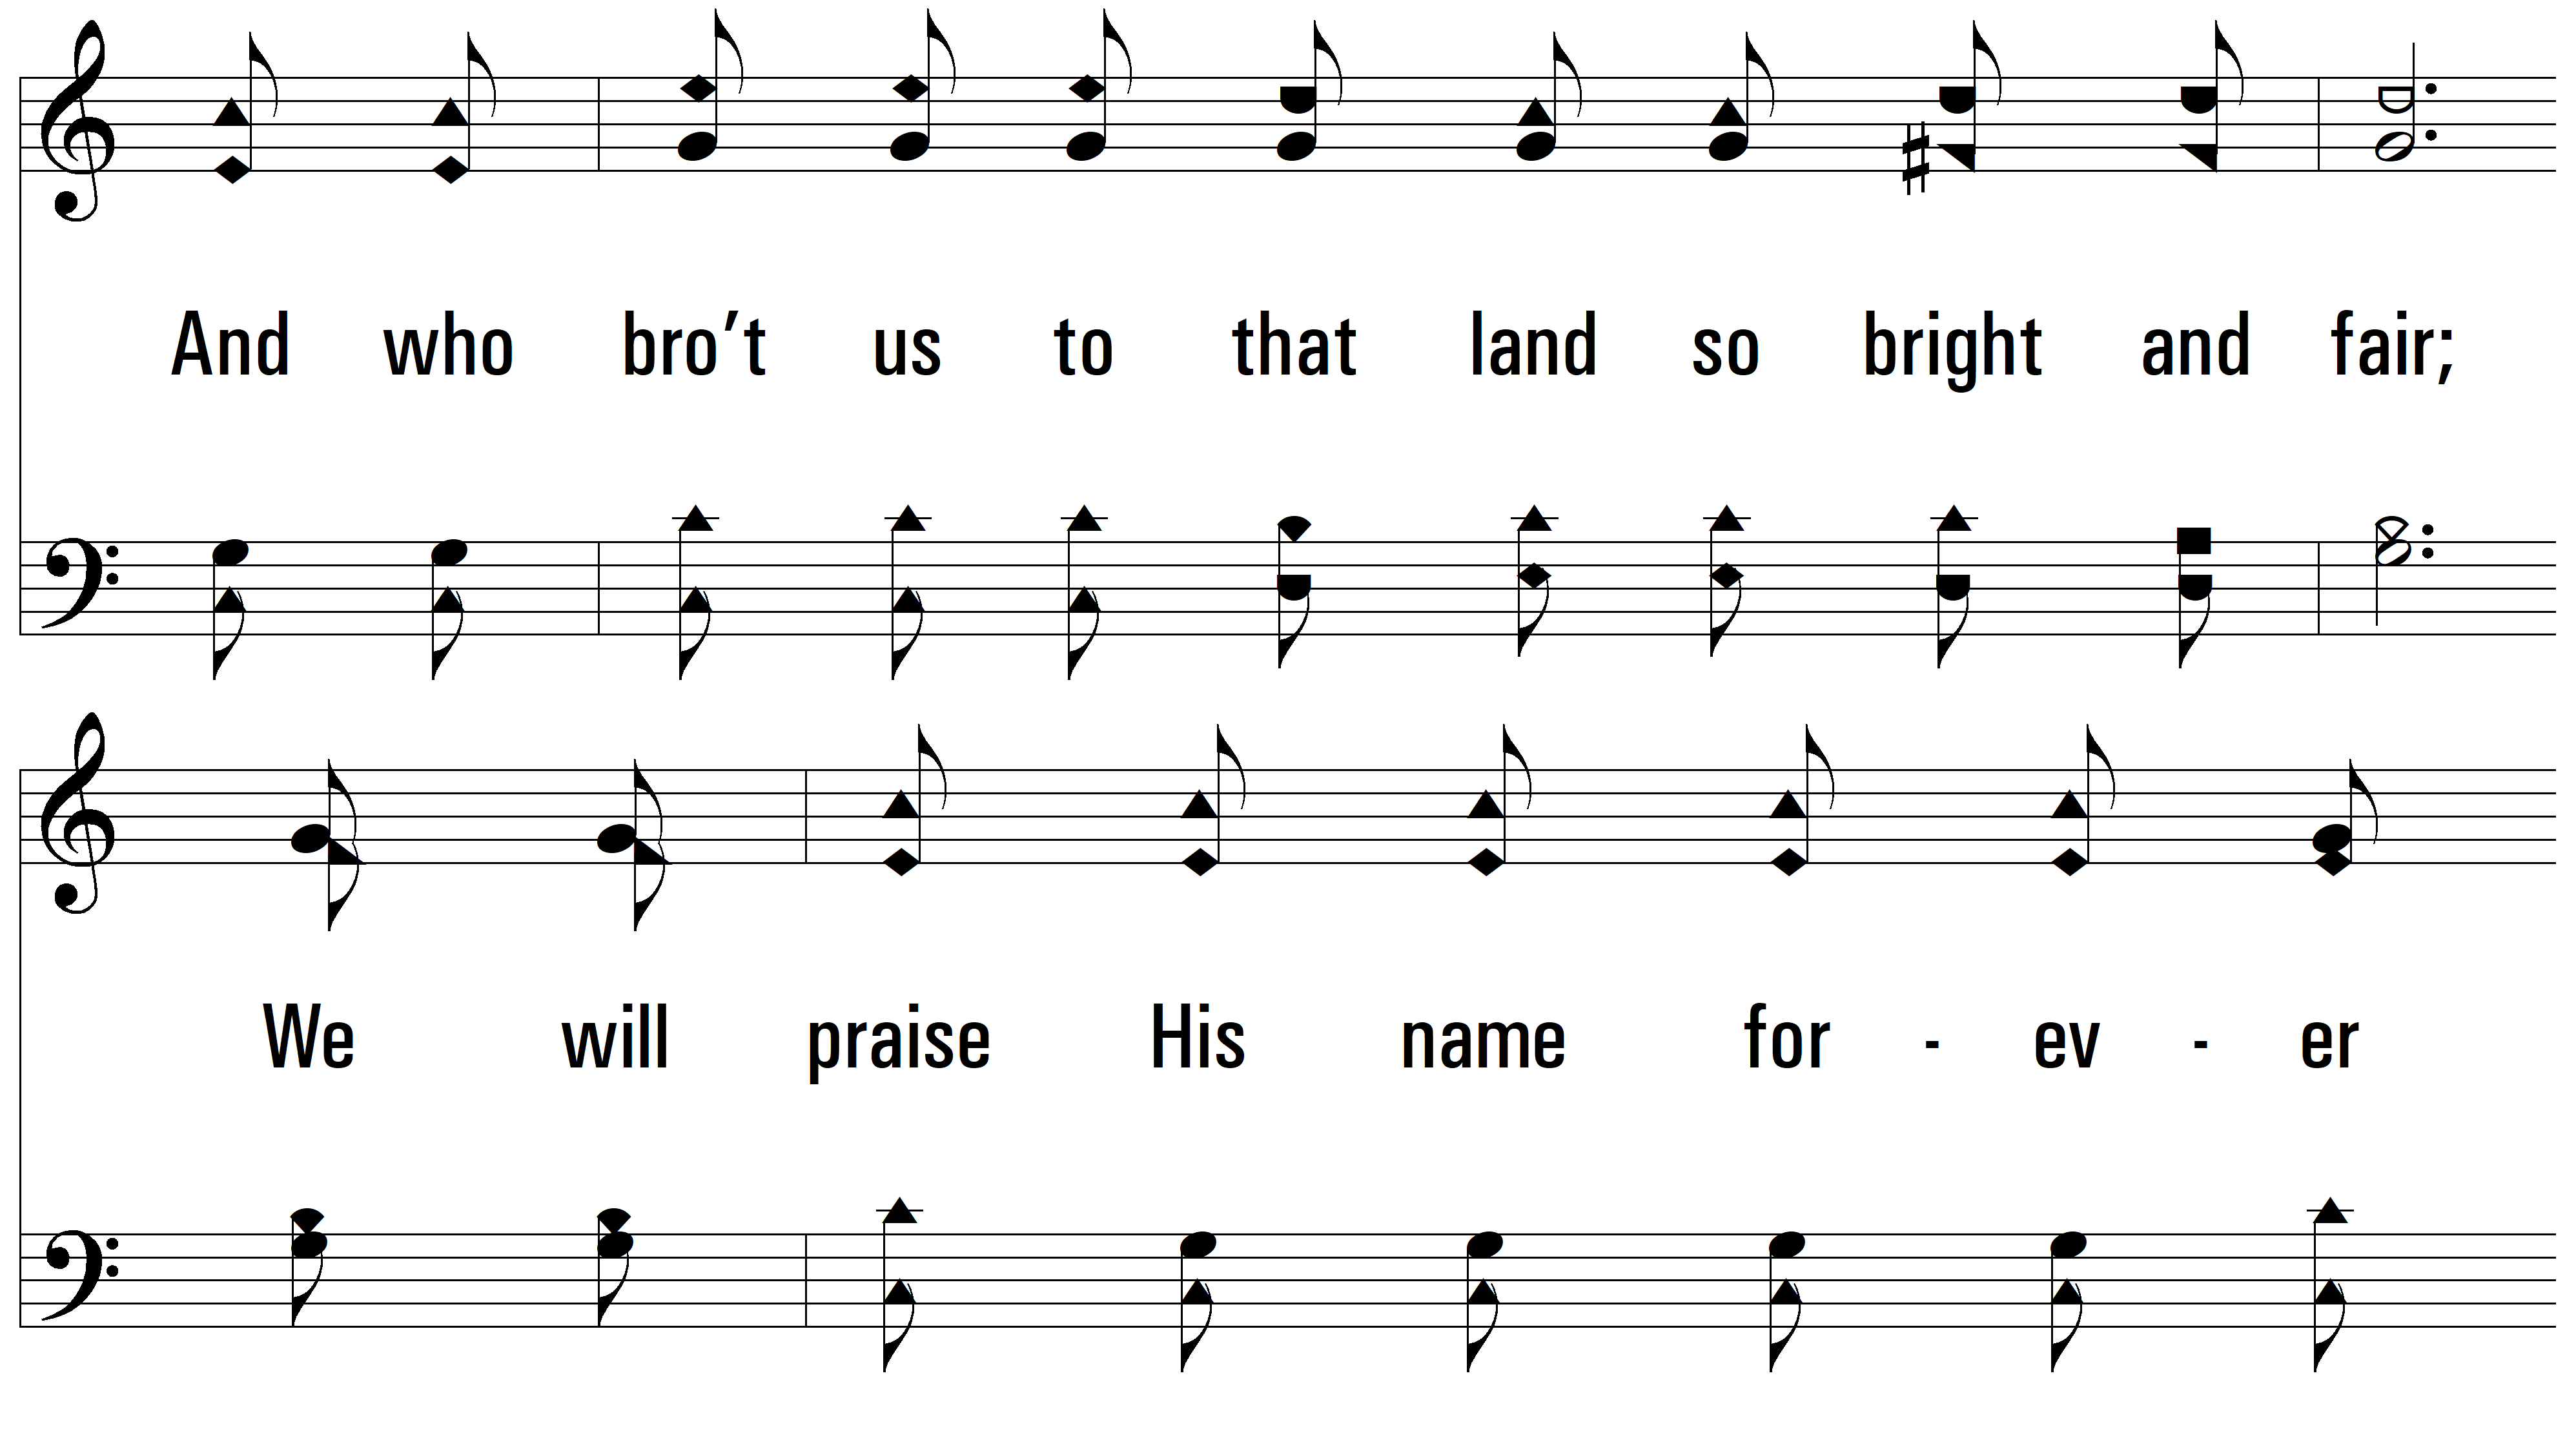 And who bro’t us to that land so bright and fair;
We will praise His name for - ev - er